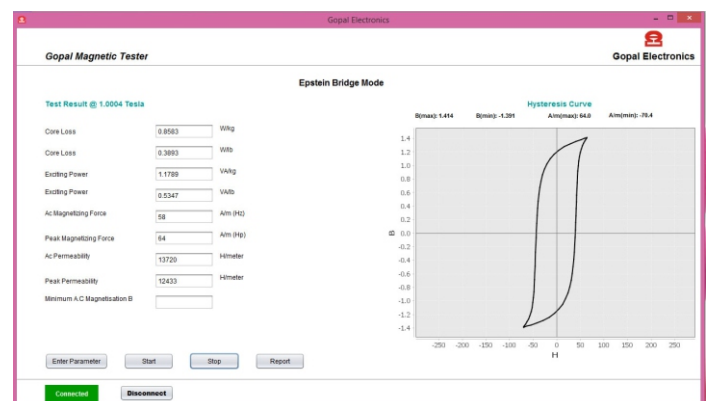 Gopal Electronics
Gopal Magnetic Tester
Gopal Electronics
Epstein Bridge Mode
Test Result @ 1.0004 Tesla
Core Loss 0.8583 W/kg
Core Loss 0.3893 W/lb
Exciting Power 1.1789 VA/kg
Exciting Power 0.5347 VA/lb
Ac Magnetizing Force 58 A/m (Hz)
Peak Magnetizing Force 64 A/m (Hp)
Ac Permeability 13720 H/meter
Peak Permeability 12433 H/meter
Minimum A.C Magnetisation B
Hysteresis Curve
B(max): 1.414 B(min): -1.391 A/m(max): 64.0 A/m(min): -70.4
1.4
1.2
1.0
0.8
0.6
0.4
0.2
B 0.0
-0.2
-0.4
-0.6
-0.8
-1.0
-1.2
-1.4
-250 -200 -150 -100 -50 0 50 100 150 200 250
H
Enter Parameter Start Stop Report
Connected Disconnect